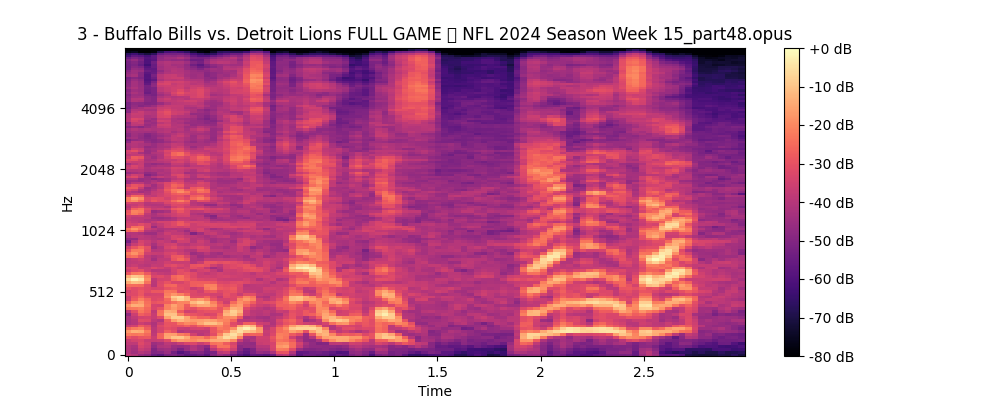 3 - Buffalo Bills vs. Detroit Lions FULL GAME ▯ NFL 2024 Season Week 15_part48.opus
Hz
4096
2048
1024
512
0
0
0.5
1
1.5
2
2.5
Time
+0 dB
-10 dB
-20 dB
-30 dB
-40 dB
-50 dB
-60 dB
-70 dB
-80 dB